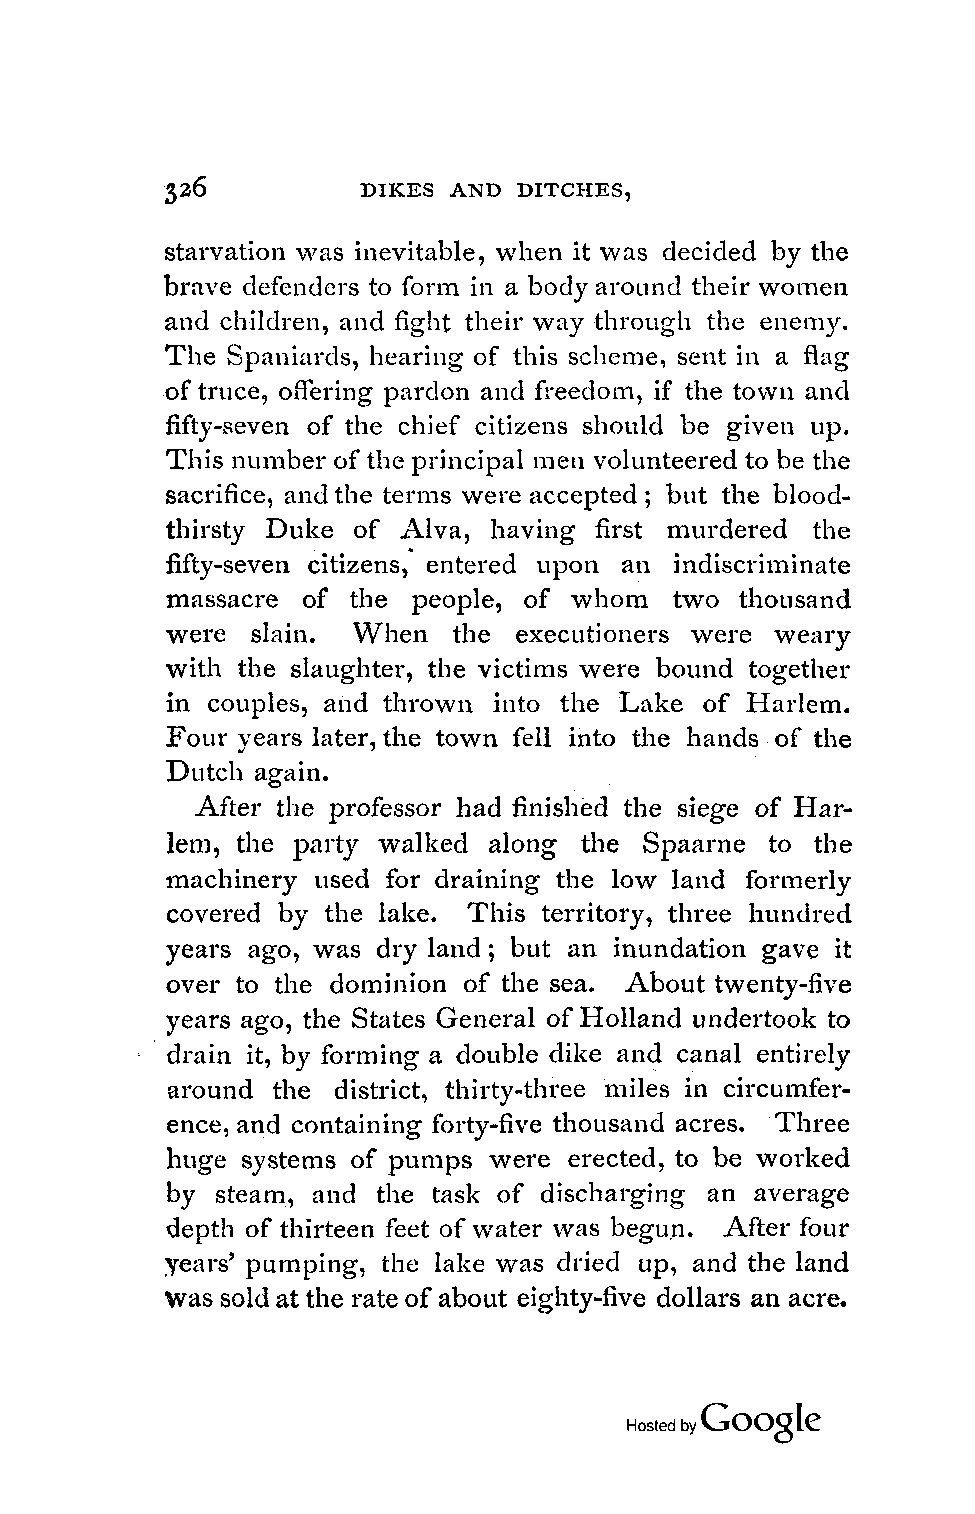 326 DIKES AND DITCHES,
starvation was inevitable, when it was decided by the
brave defenders to form in a body around their women
and children, and fight their way through the enemy.
The Spaniards, hearing of this scheme, sent in a flag
of truce, offering pardon and freedom, if the town and
fifty-seven of the chief citizens should be given up.
This number of the principal men volunteered to be the
sacrifice, and the terms were accepted; but the blood-
thirsty Duke of Alva, having first murdered the
fifty-seven citizens, entered upon an indiscriminate
massacre of the people, of whom two thousand
were slain. When the executioners were weary
with the slaughter, the victims were bound together
in couples, and thrown into the Lake of Harlem.
Four years later, the town fell into the hands of the
Dutch again.
After the professor had finished the siege of Har-
lem, the party walked along the Spaarne to the
machinery used for draining the low land formerly
covered by the lake. This territory, three hundred
years ago, was dry land; but an inundation gave it
over to the dominion of the sea. About twenty-five
years ago, the States General of Holland undertook to
drain it, by forming a double dike and canal entirely
around the district, thirty-three miles in circumfer-
ence, and containing forty-five thousand acres. Three
huge systems of pumps were erected, to be worked
by steam, and the task of discharging an average
depth of thirteen feet of water was begun. After four
years' pumping, the lake was dried up, and the land
was sold at the rate of about eighty-five dollars an acre.
Hosted by Google